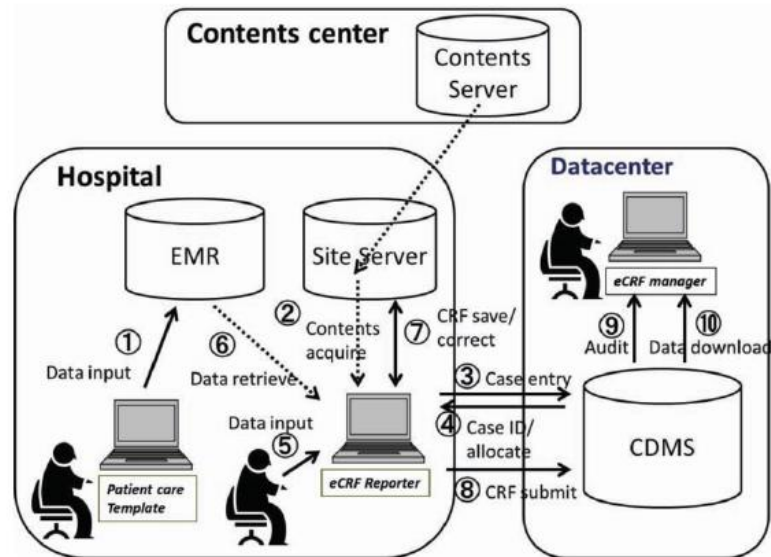 Contents center
Contents
Server
Hospital
Datacenter
EMR
Site Server
eCRF manager
①
Data input
⑥
Data retrieve
②
Contents
acquire
⑦
CRF save/
correct
⑨
Audit
⑩
Data download
③ Case entry
④ Case ID/
allocate
Data input
⑤
CDMS
Patient care
Template
eCRF Reporter
⑧ CRF submit